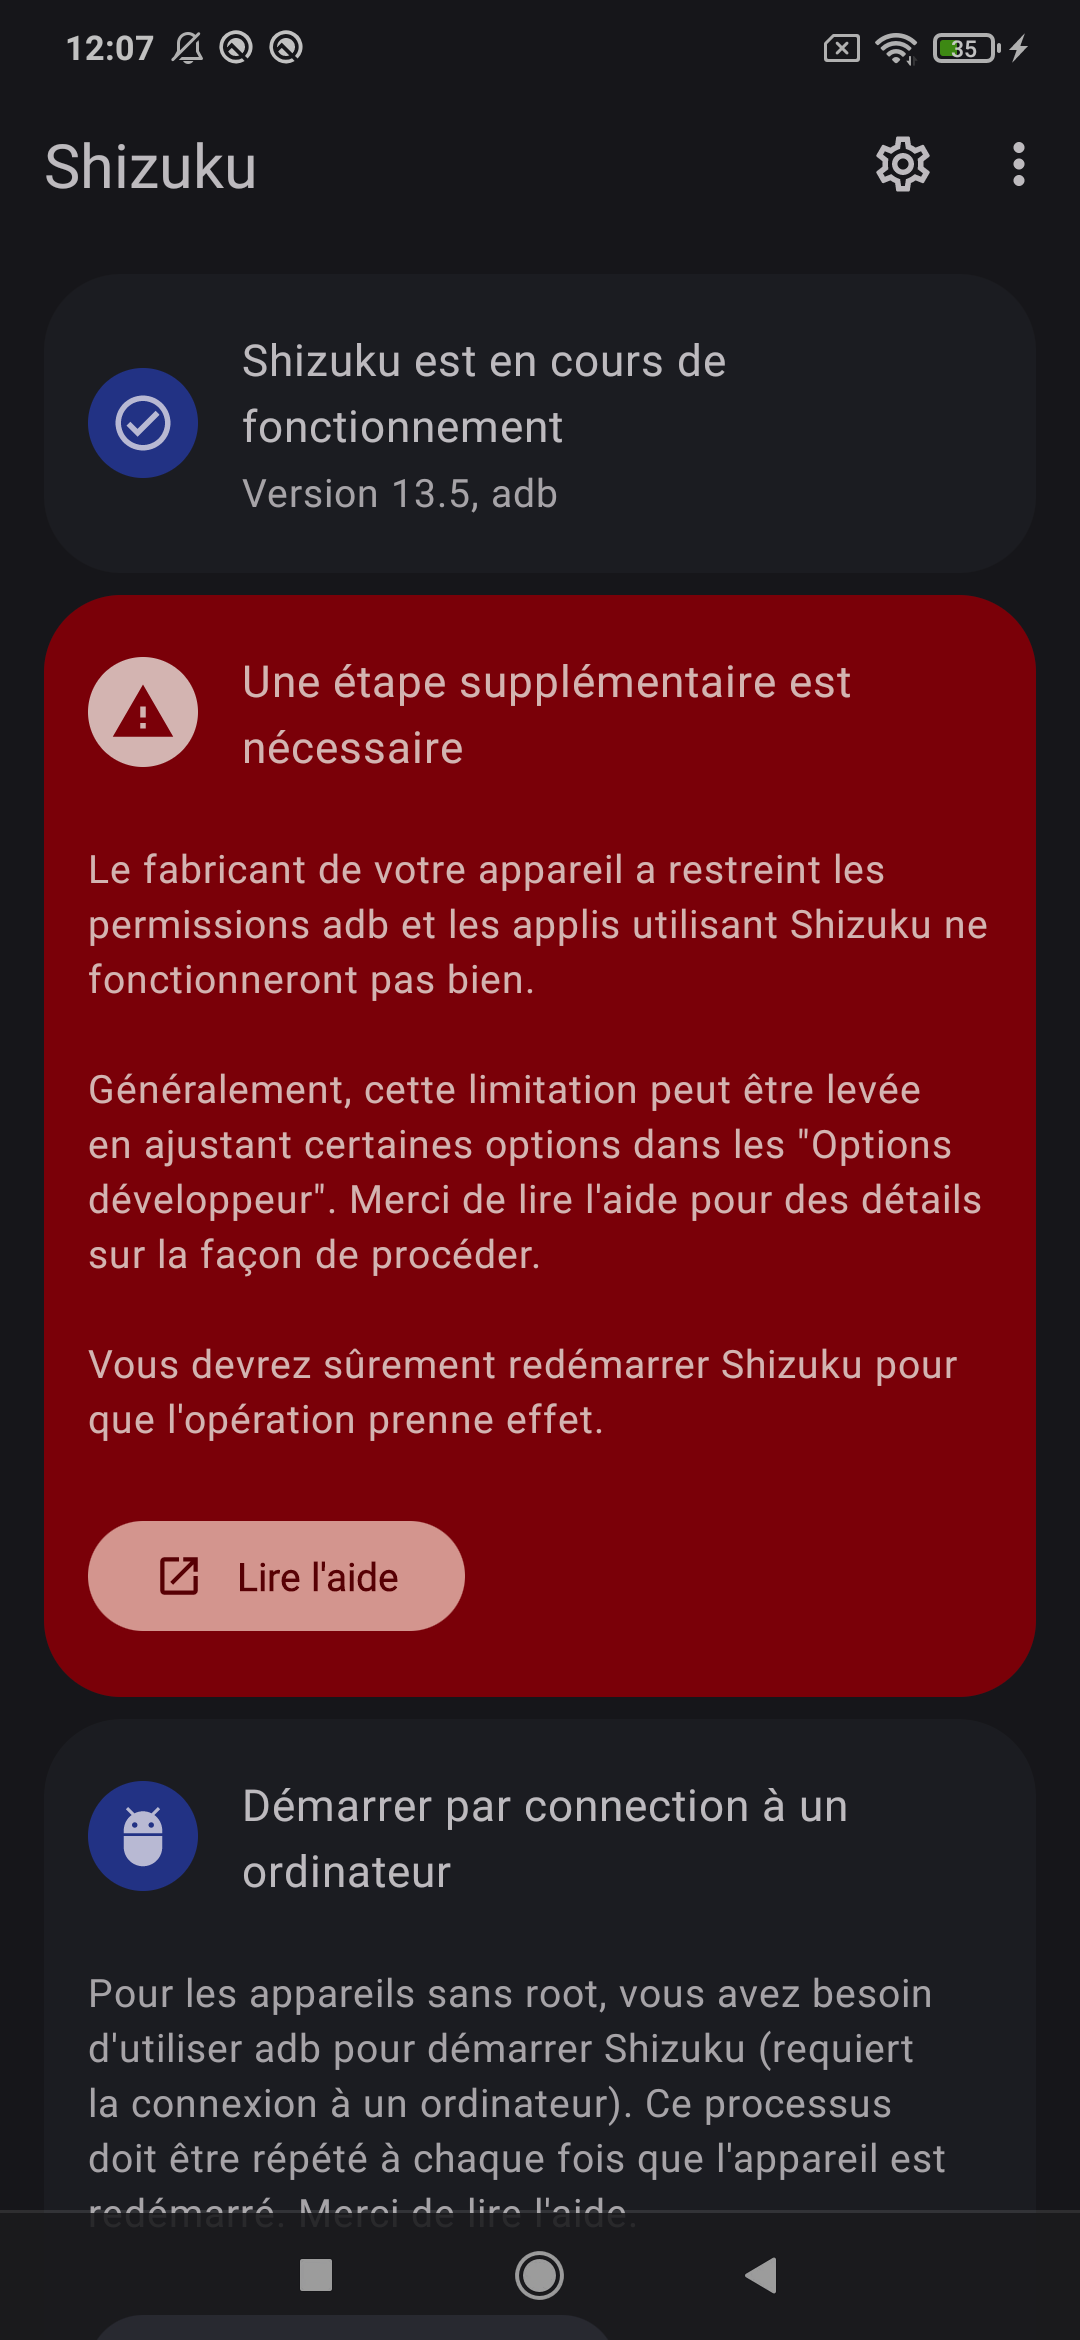 12:07
35
Shizuku
Shizuku est en cours de
fonctionnement
Version 13.5, adb
Une étape supplémentaire est
nécessaire
Le fabricant de votre appareil a restreint les
permissions adb et les applis utilisant Shizuku ne
fonctionneront pas bien.
Généralement, cette limitation peut être levée
en ajustant certaines options dans les "Options
développeur". Merci de lire l'aide pour des détails
sur la façon de procéder.
Vous devrez sûrement redémarrer Shizuku pour
que l'opération prenne effet.
Lire l'aide
Démarrer par connection à un
ordinateur
Pour les appareils sans root, vous avez besoin
d'utiliser adb pour démarrer Shizuku (requiert
la connexion à un ordinateur). Ce processus
doit être répété à chaque fois que l'appareil est
redémarré. Merci de lire l'aide.